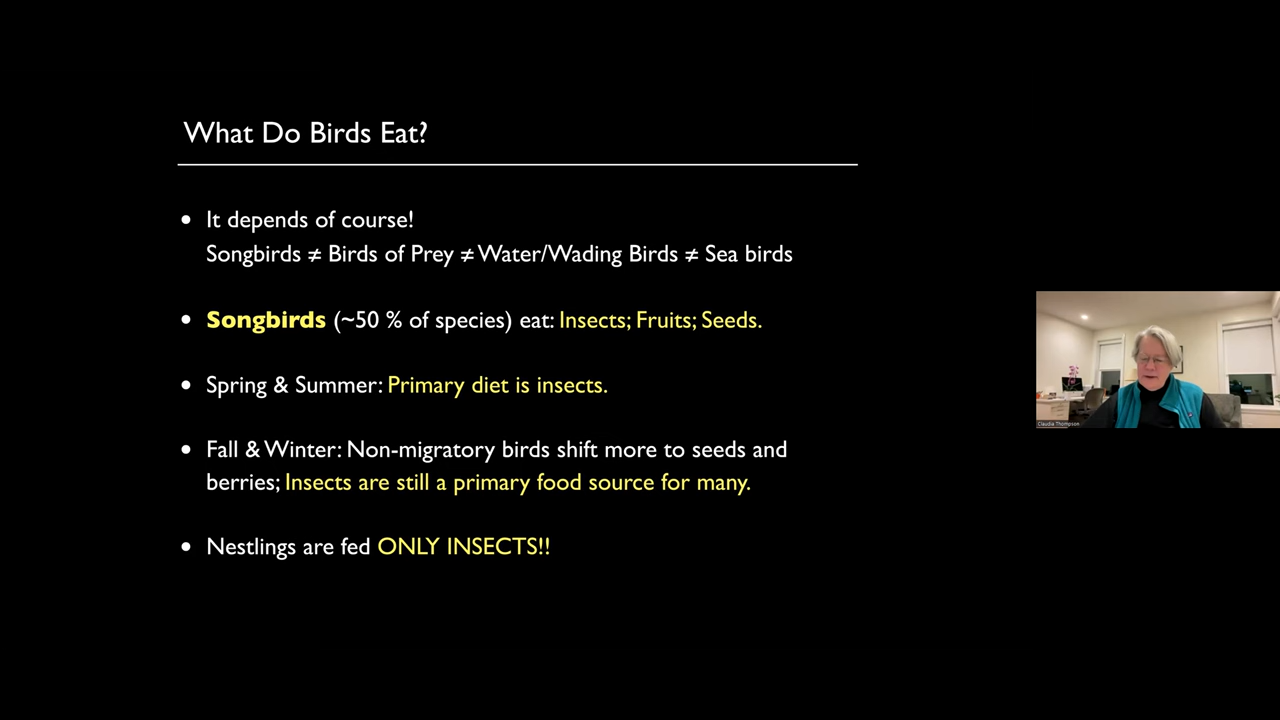 What Do Birds Eat?
• It depends of course!
Songbirds ≠ Birds of Prey ≠ Water/Wading Birds ≠ Sea birds
• Songbirds (~50 % of species) eat: Insects; Fruits; Seeds.
• Spring & Summer: Primary diet is insects.
• Fall & Winter: Non-migratory birds shift more to seeds and
berries; Insects are still a primary food source for many.
• Nestlings are fed ONLY INSECTS!!
Claudia Thompson